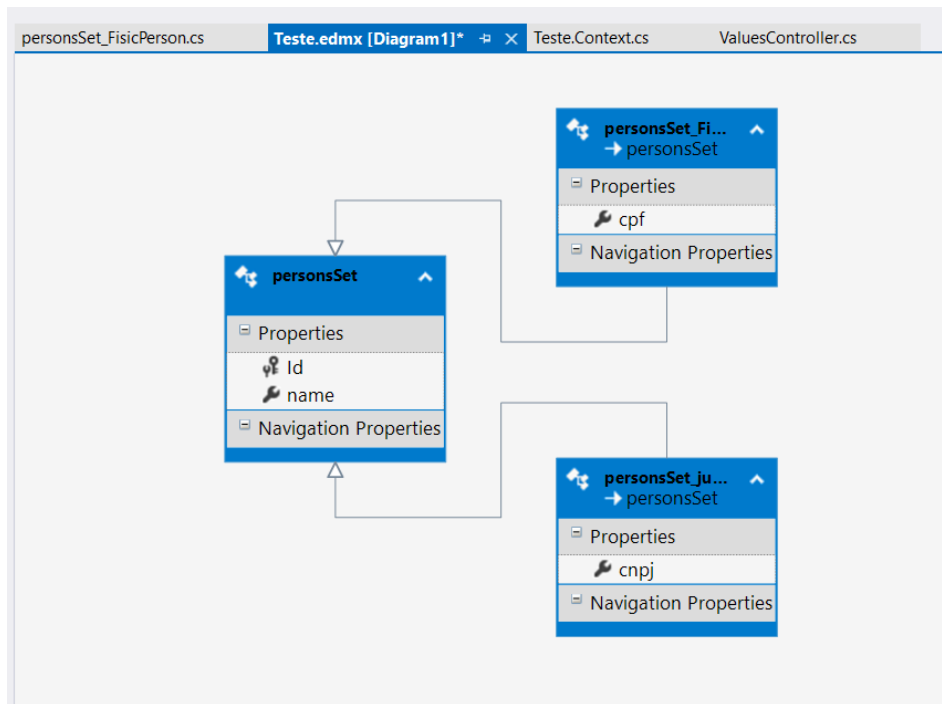 personsSet_FisicPerson.cs Teste.edmx [Diagram1]* Teste.Context.cs ValuesController.cs
personsSet_Fi...
personsSet
Properties
cpf
Navigation Properties
personsSet
Properties
Id
name
Navigation Properties
personsSet_ju...
personsSet
Properties
cnpj
Navigation Properties